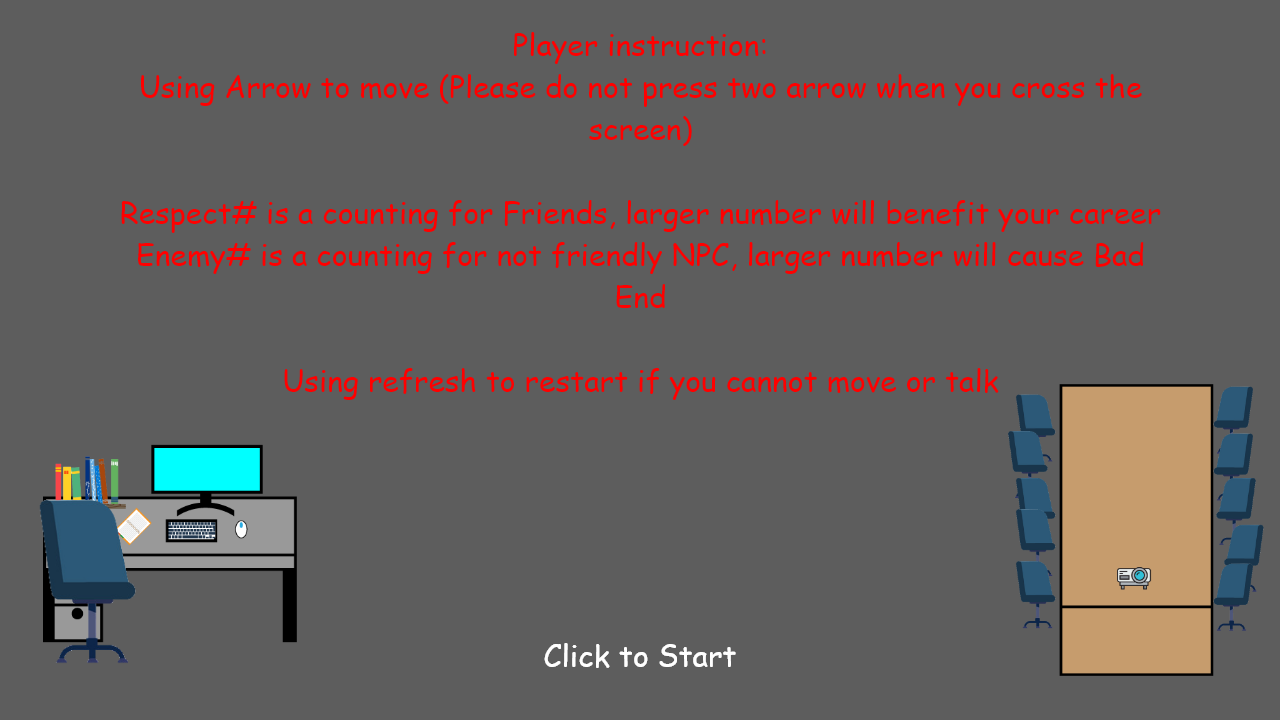 Player instruction:
Using Arrow to move (Please do not press two arrow when you cross the
screen)
Respect# is a counting for Friends, larger number will benefit your career
Enemy# is a counting for not friendly NPC, larger number will cause Bad
End
Using refresh to restart if you cannot move or talk
Click to Start